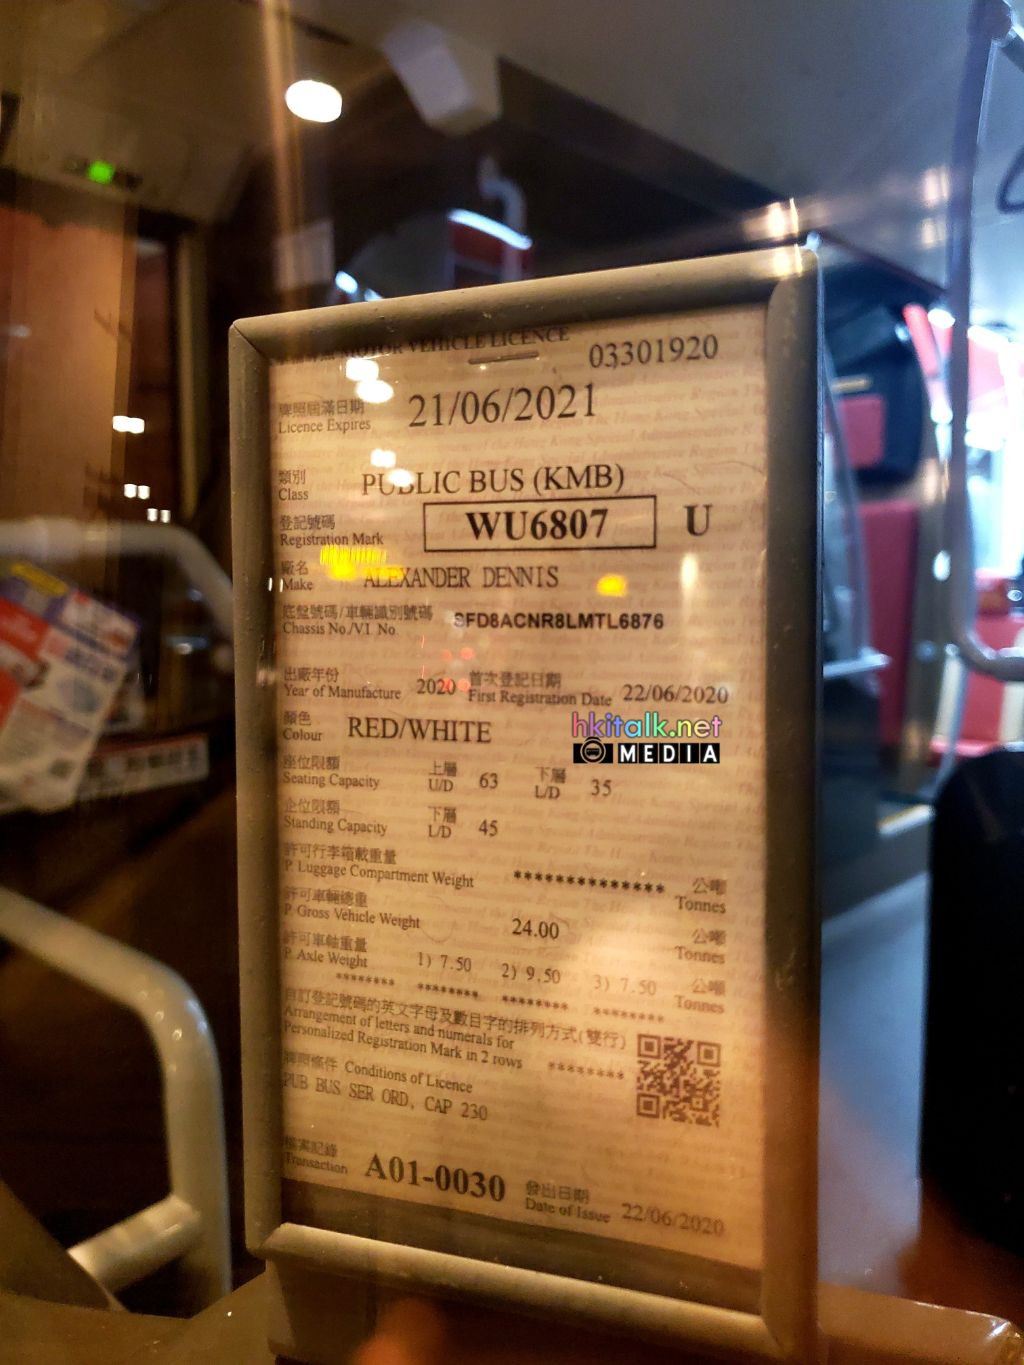 MOTOR VEHICLE LICENCE 03301920
牌照屆滿日期
Licence Expires 21/06/2021
類別
Class PUBLIC BUS (KMB)
登記號碼
Registration Mark WU6807 U
廠名
Make ALEXANDER DENNIS
底盤號碼/車輛識別號碼
Chassis No./V.I. No. SFD8ACNR8LMTL6876
出廠年份 首次登記日期
Year of Manufacture 2020 First Registration Date 22/06/2020
顏色
Colour RED/WHITE
hkitalk.net
MEDIA
座位限額 上層 下層
Seating Capacity U/D 63 L/D 35
企位限額 下層
Standing Capacity L/D 45
許可行李箱載重量 公噸
P. Luggage Compartment Weight ************** Tonnes
許可車輛總重 公噸
P. Gross Vehicle Weight 24.00 Tonnes
許可車軸重量 公噸
P. Axle Weight 1) 7.50 2) 9.50 3) 7.50 Tonnes
******** ******** ******** ********
自訂登記號碼的英文字母及數目字的排列方式(雙行)
Arrangement of letters and numerals for
Personalized Registration Mark in 2 rows ********
牌照條件 Conditions of Licence
PUB BUS SER ORD, CAP 230
檔案記錄 發出日期
Transaction A01-0030 Date of Issue 22/06/2020